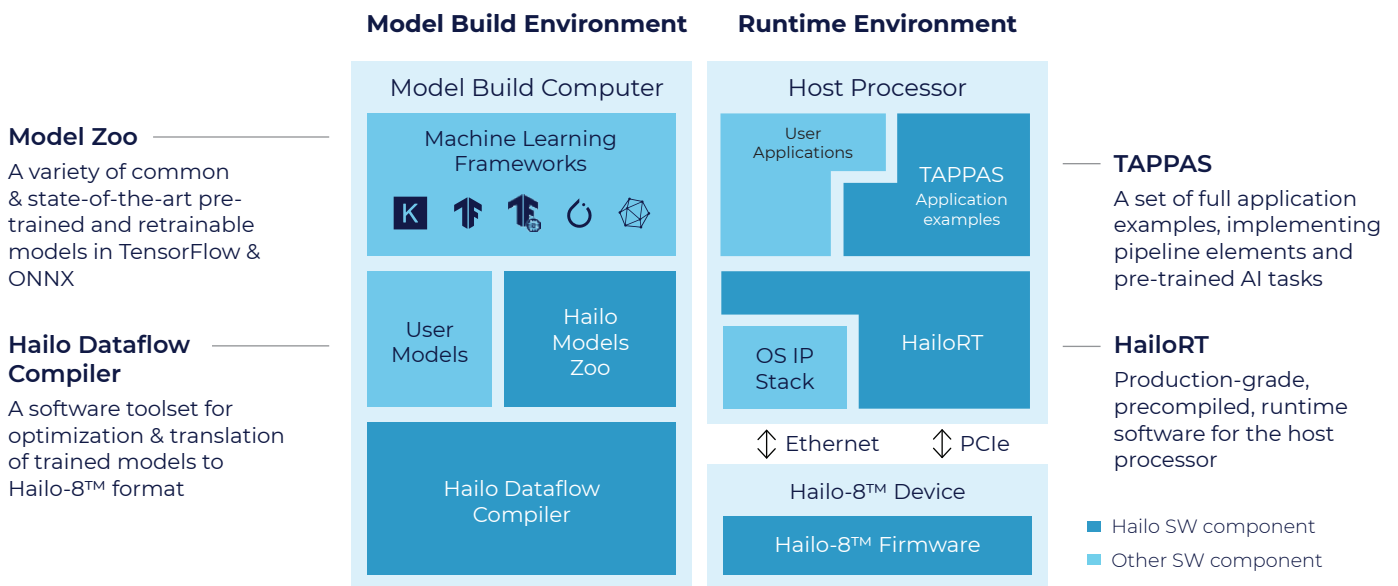 Model Build Environment
Runtime Environment
Model Zoo
A variety of common
& state-of-the-art pre-
trained and retrainable
models in TensorFlow &
ONNX
Hailo Dataflow
Compiler
A software toolset for
optimization & translation
of trained models to
Hailo-8™ format
Model Build Computer
Machine Learning
Frameworks
K
User
Models
Hailo
Models
Zoo
Hailo Dataflow
Compiler
Host Processor
User
Applications
TAPPAS
Application
examples
OS IP
Stack
HailoRT
Ethernet
PCIe
Hailo-8™ Device
Hailo-8™ Firmware
TAPPAS
A set of full application
examples, implementing
pipeline elements and
pre-trained AI tasks
HailoRT
Production-grade,
precompiled, runtime
software for the host
processor
Hailo SW component
Other SW component